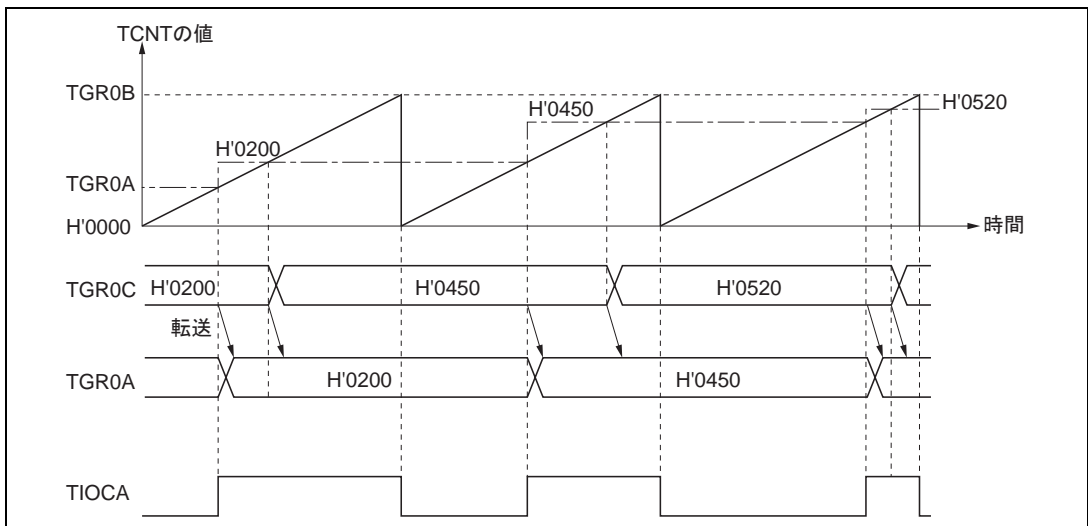 TCNTの値
TGR0B
H'0450
H'0520
H'0200
TGR0A
H'0000
時間
TGR0C
H'0200
H'0450
H'0520
転送
TGR0A
H'0200
H'0450
TIOCA